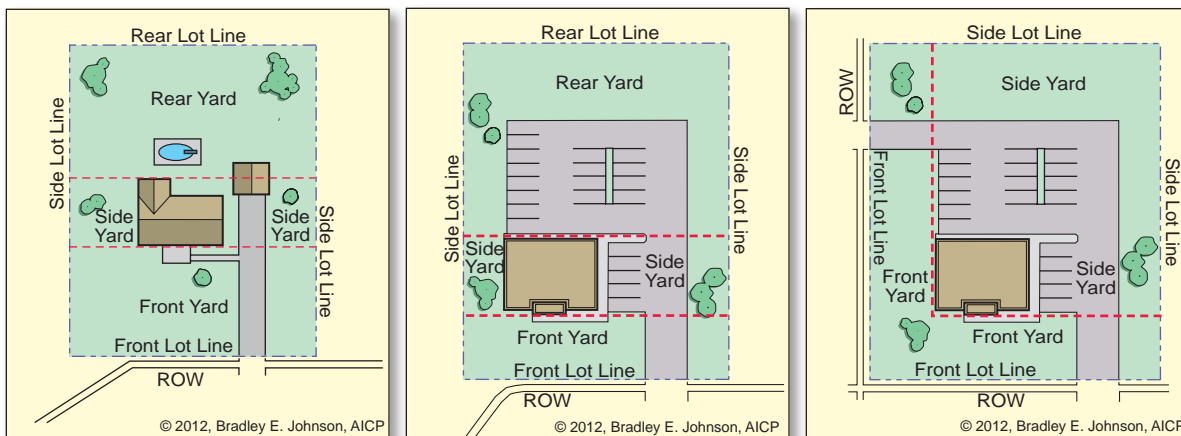 Rear Lot Line
Rear Yard
Side Lot Line
Side Yard
Side Yard
Side Lot Line
Front Yard
Front Lot Line
ROW
© 2012, Bradley E. Johnson, AICP
Rear Lot Line
Rear Yard
Side Lot Line
Side Lot Line
Side Yard
Side Yard
Front Yard
Front Lot Line
ROW
© 2012, Bradley E. Johnson, AICP
Side Lot Line
ROW
Side Yard
Front Lot Line
Side Lot Line
Front Yard
Side Yard
Front Yard
Front Lot Line
ROW
© 2012, Bradley E. Johnson, AICP